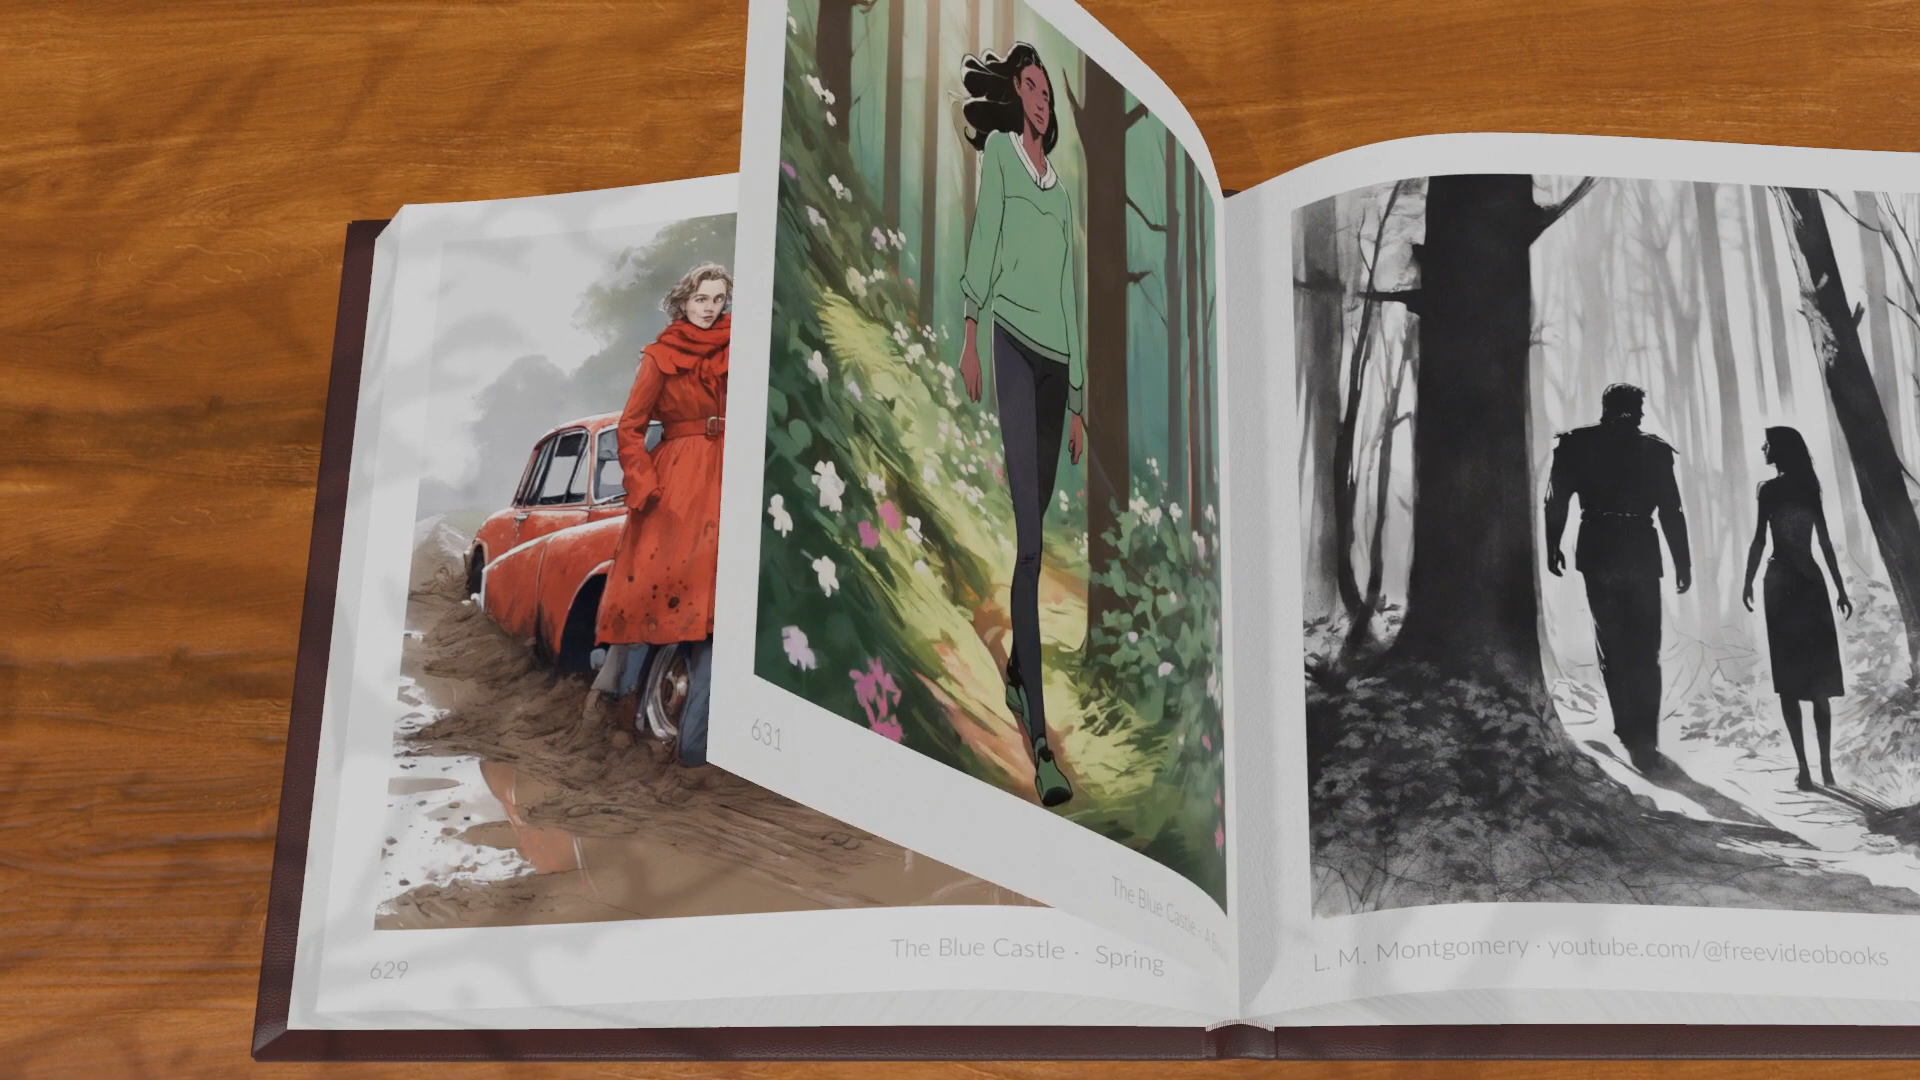 631
The Blue Castle ·
629
The Blue Castle · Spring
L. M. Montgomery · youtube.com/@freevideobooks